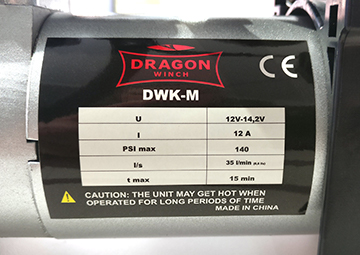 DRAGON
WINCH
CE
DWK-M
U 12V-14,2V
I 12 A
PSI max 140
l/s 35 l/min
t max 15 min
CAUTION: THE UNIT MAY GET HOT WHEN
OPERATED FOR LONG PERIODS OF TIME
MADE IN CHINA